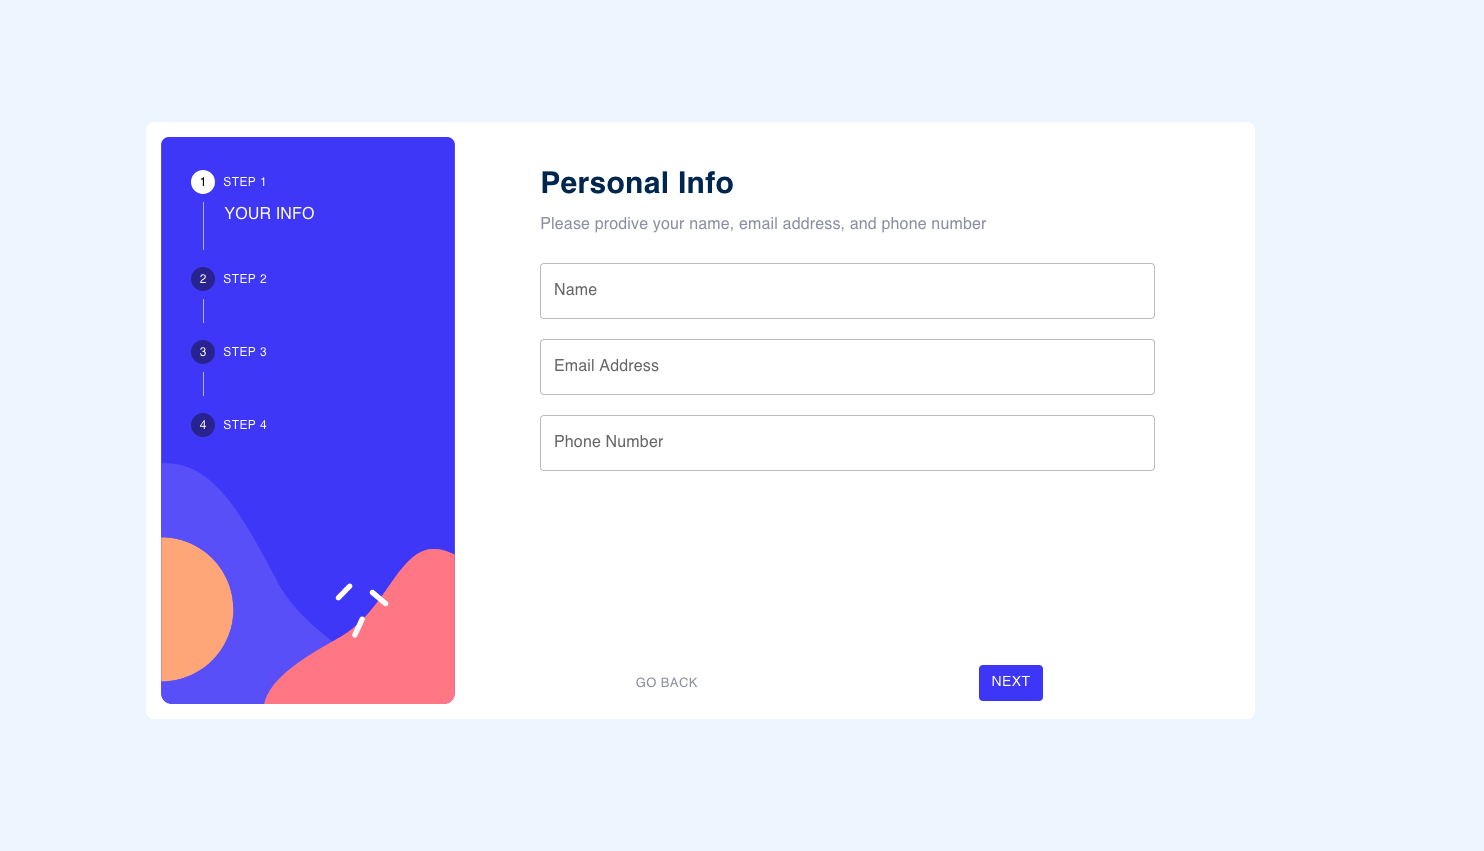 1 STEP 1
YOUR INFO
2 STEP 2
3 STEP 3
4 STEP 4
Personal Info
Please prodive your name, email address, and phone number
Name
Email Address
Phone Number
GO BACK
NEXT